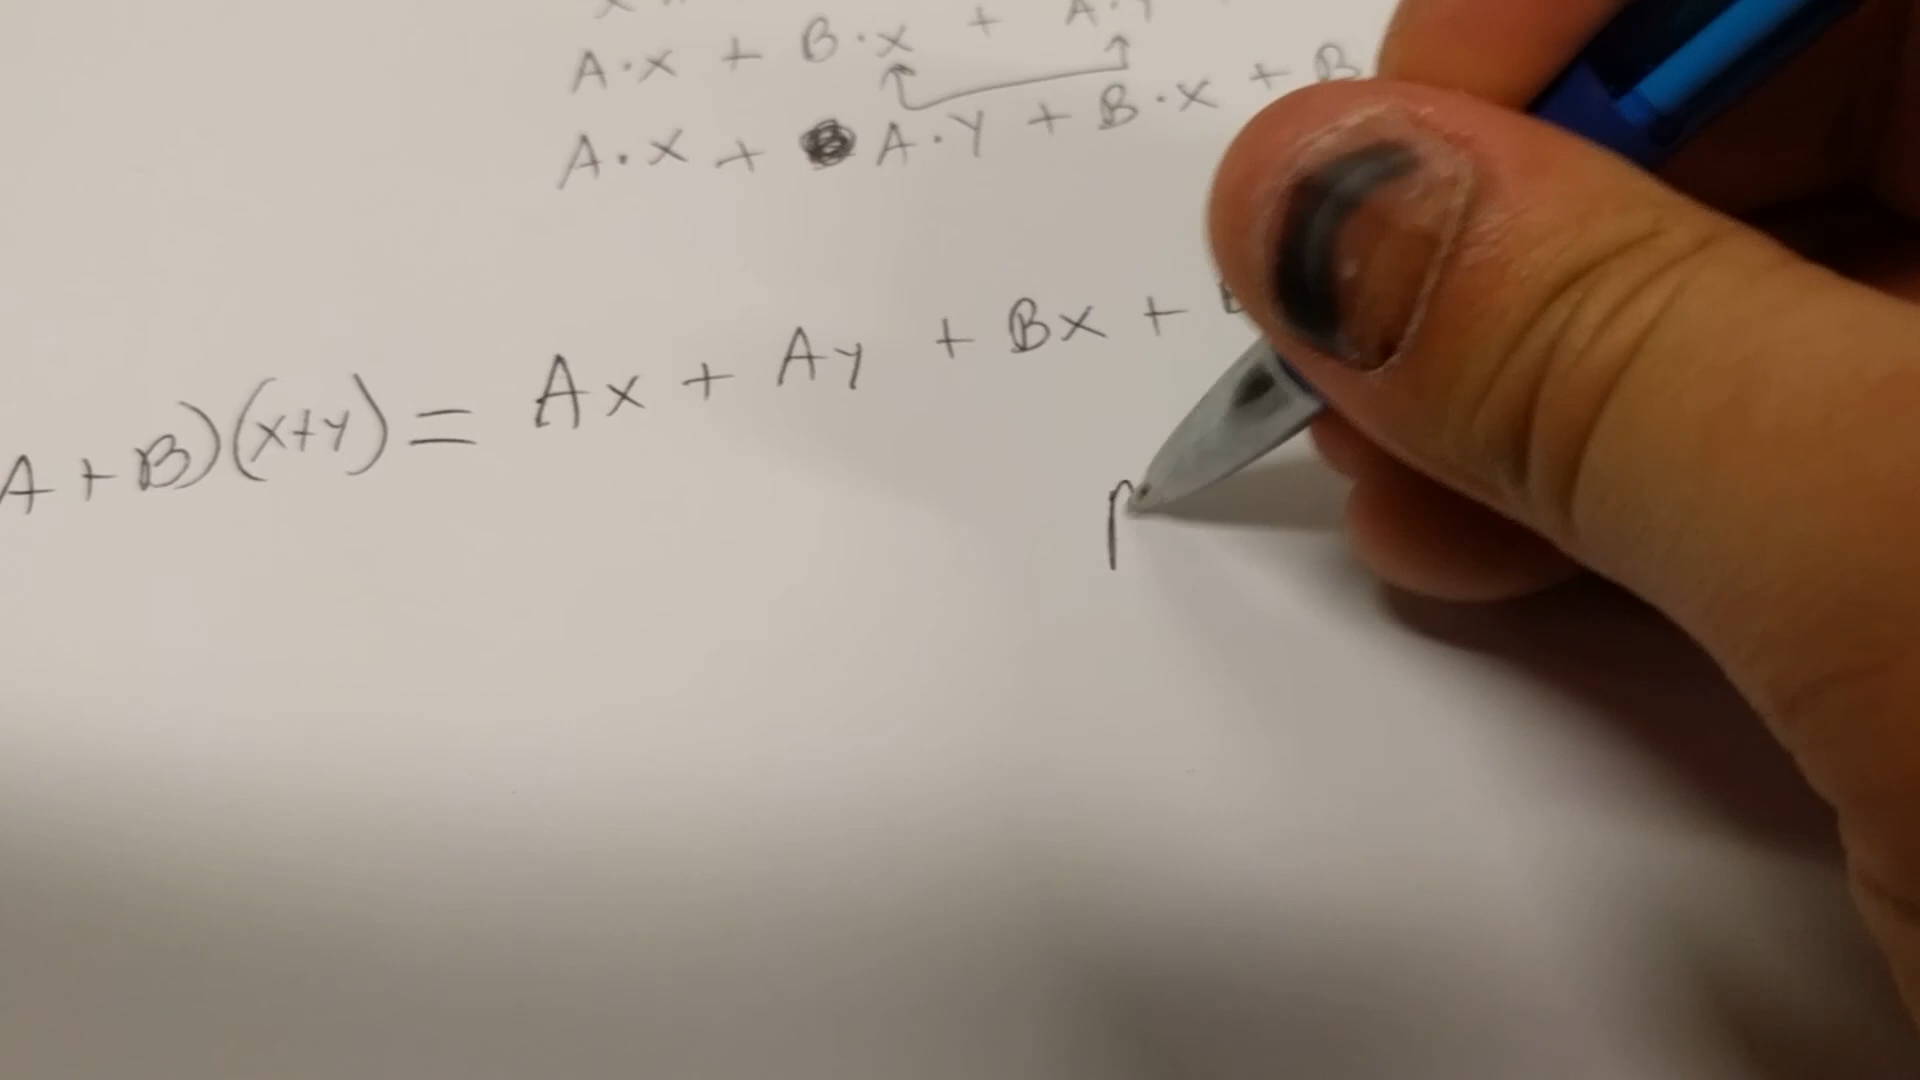 A·x + B·x + A·Y
A·x + A·Y + B·x + B
A + B)(x+y) = Ax + Ay + Bx +